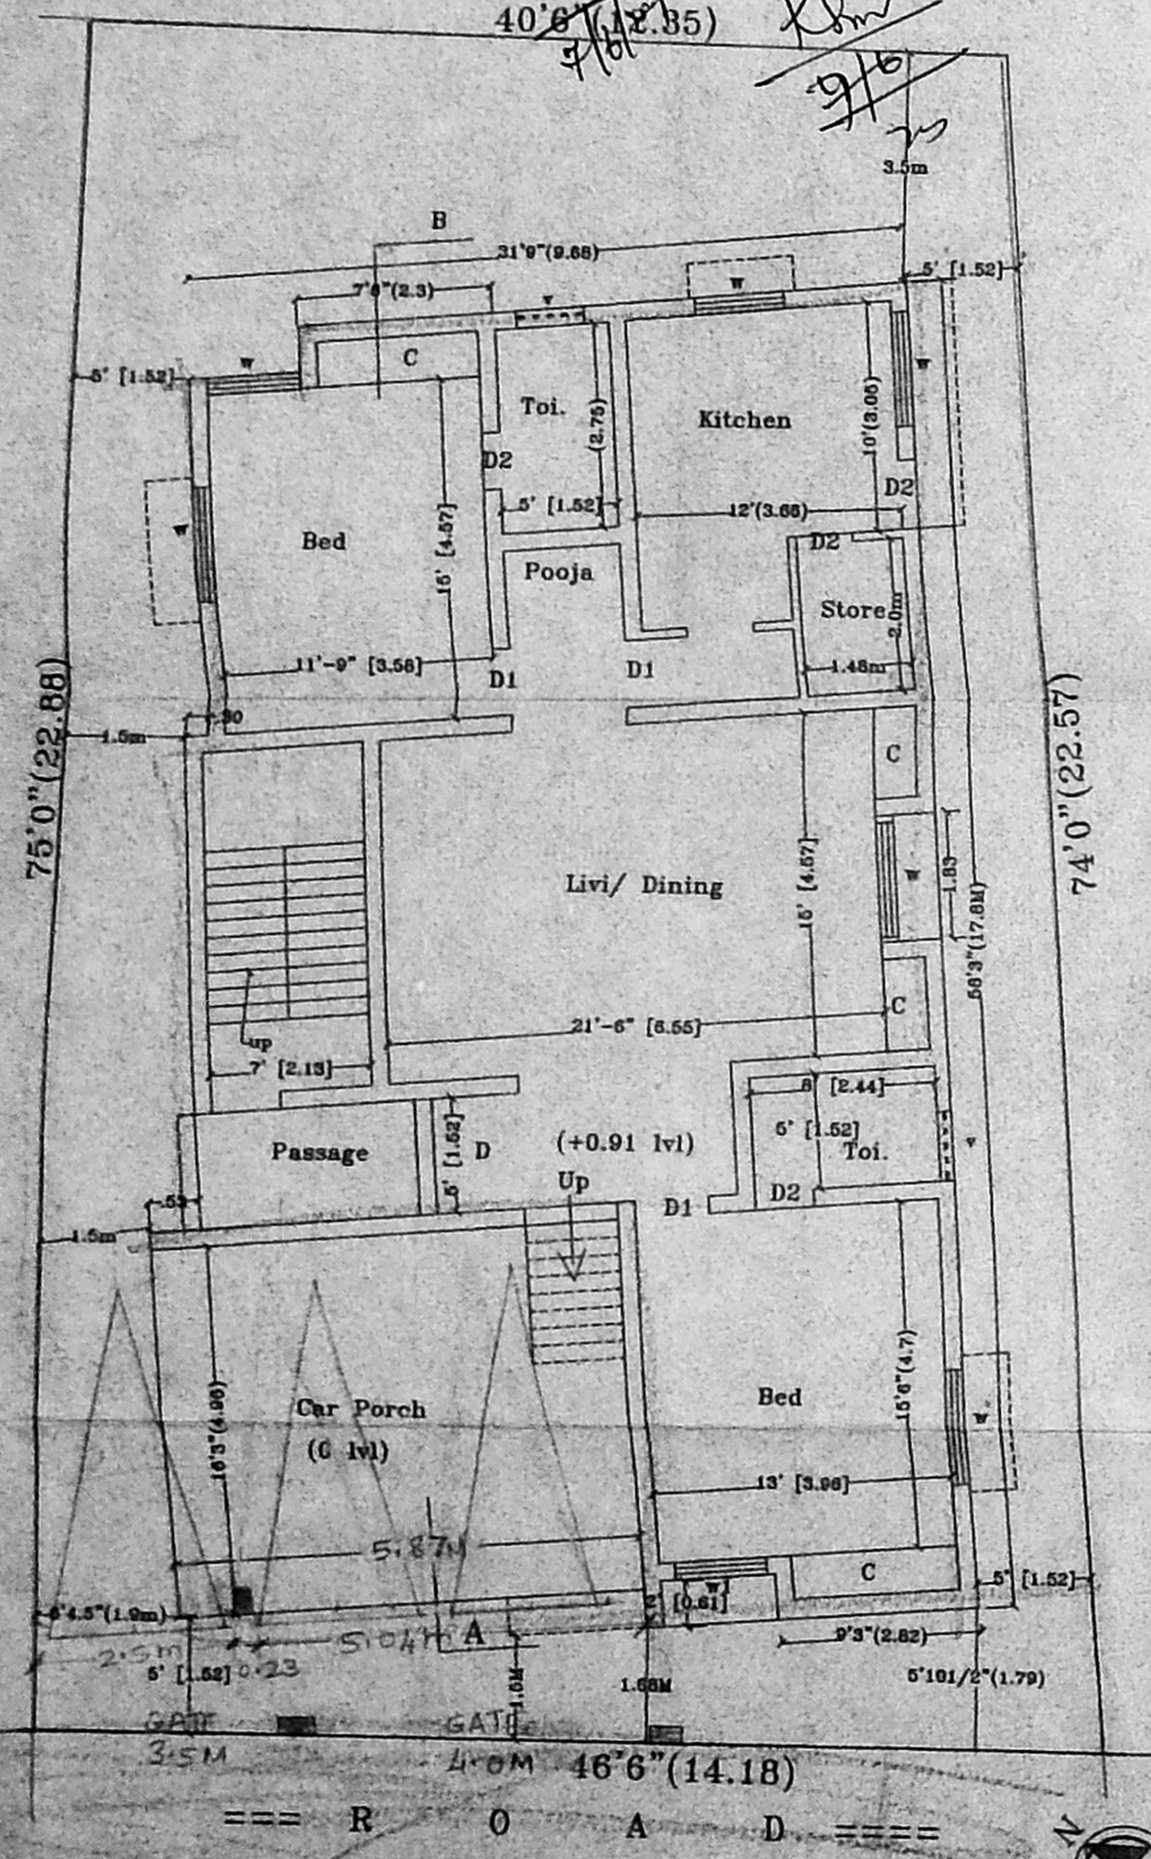 40'6"(12.35)
7/6/
3.5m
B
31'9"(9.68)
5' [1.52]
7'6"(2.3)
V
W
5' [1.52]
W
C
W
Toi.
(2.75)
Kitchen
10'(3.05)
D2
D2
5' [1.52]
12'(3.66)
W
Bed
15' [4.57]
D2
Pooja
Store
2.0m
11'-9" [3.58]
D1
D1
1.48m
.30
1.5m
75'0"(22.88)
74'0"(22.57)
C
Livi/ Dining
15' [4.57]
W
1.83
58'3"(17.8M)
C
21'-6" [6.55]
up
7' [2.13]
8' [2.44]
Passage
5' [1.52]
D
(+0.91 lvl)
5' [1.52]
Toi.
V
Up
D1
D2
.53
1.5m
Car Porch
(0 lvl)
16'3"(4.96)
Bed
15'6"(4.7)
W
13' [3.96]
5.87M
C
5' [1.52]
W
2' [0.61]
6'4.5"(1.9m)
2.5m
5.04m
A
9'3"(2.82)
5' [1.52]
0.23
1.5M
1.68M
5'101/2"(1.79)
GATE
3.5M
GATE
4.0M
46'6"(14.18)
=== R O A D ====
N